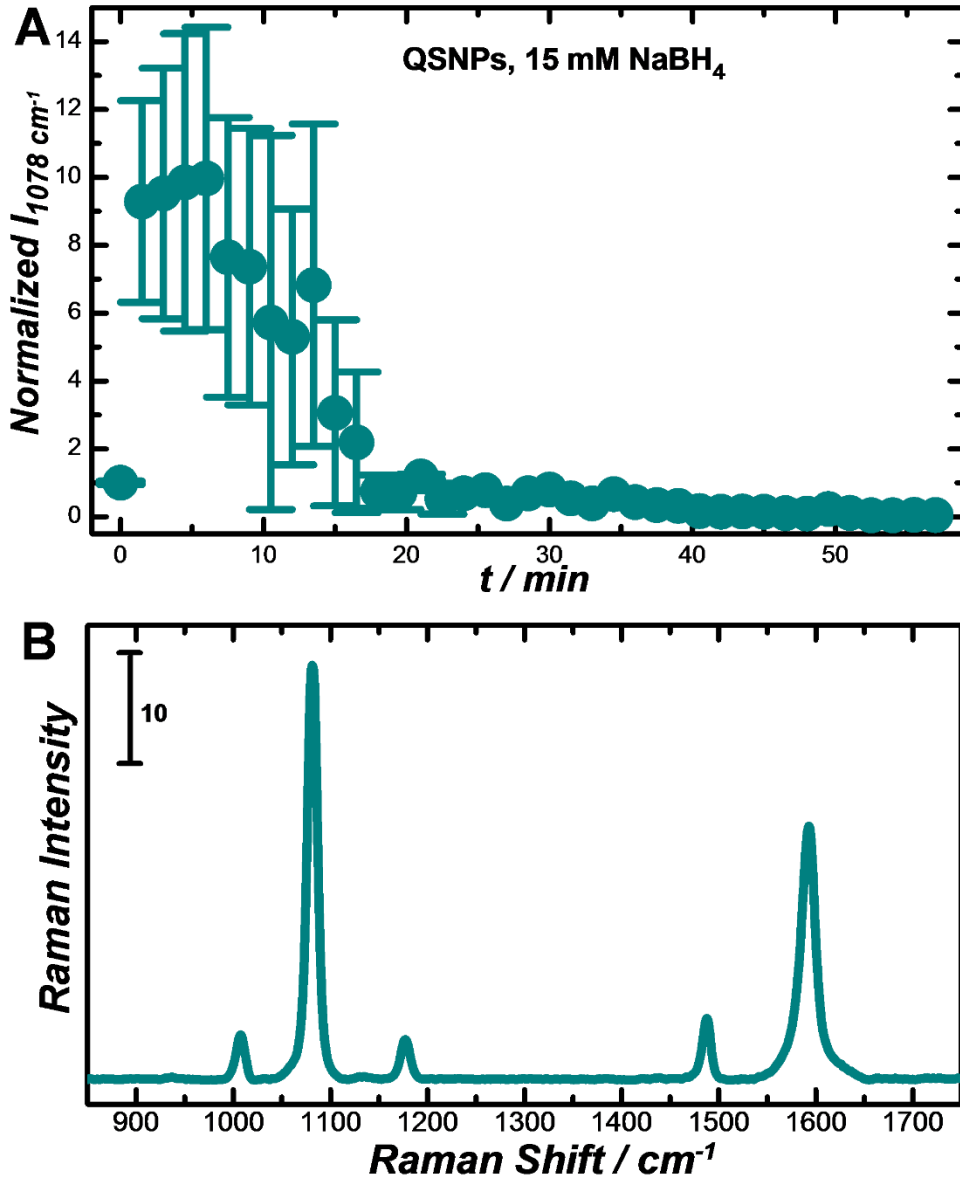 A
QSNPs, 15 mM NaBH4
Normalized I1078 cm-1
14
12
10
8
6
4
2
0
0 10 20 30 40 50
t / min
B
10
Raman Intensity
900 1000 1100 1200 1300 1400 1500 1600 1700
Raman Shift / cm-1